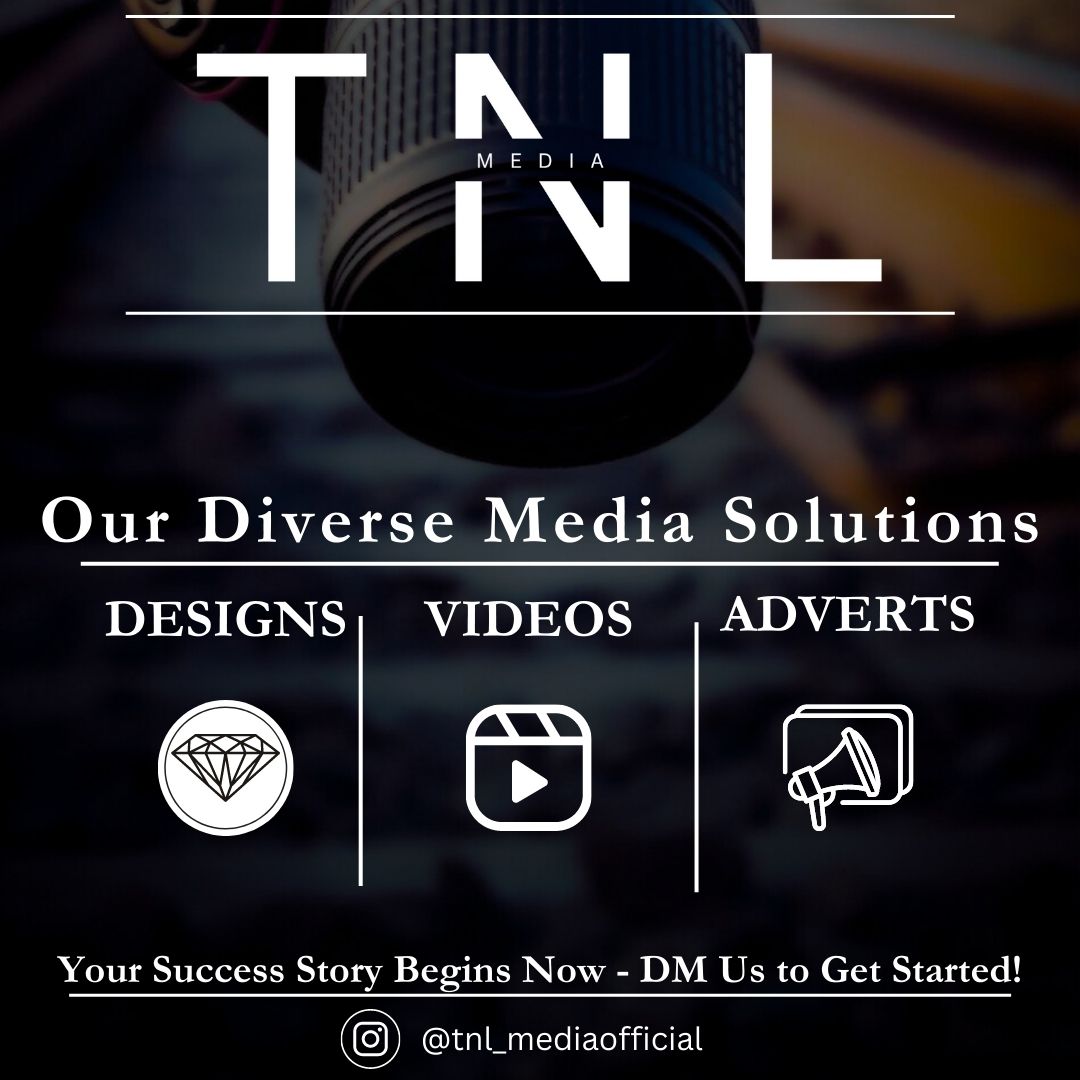 TNL
MEDIA
Our Diverse Media Solutions
DESIGNS
VIDEOS
ADVERTS
Your Success Story Begins Now - DM Us to Get Started!
@tnl_mediaofficial